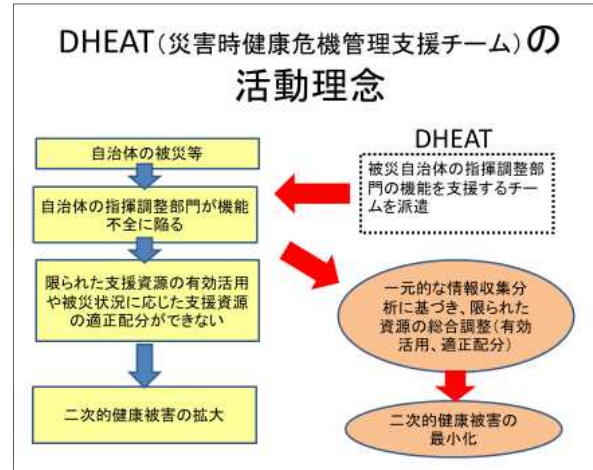 DHEAT(災害時健康危機管理支援チーム)の
活動理念
自治体の被災等
自治体の指揮調整部門が機能
不全に陥る
限られた支援資源の有効活用
や被災状況に応じた支援資源
の適正配分ができない
二次的健康被害の拡大
DHEAT
被災自治体の指揮調整部
門の機能を支援するチー
ムを派遣
一元的な情報収集分
析に基づき、限られた
資源の総合調整(有効
活用、適正配分)
二次的健康被害の
最小化